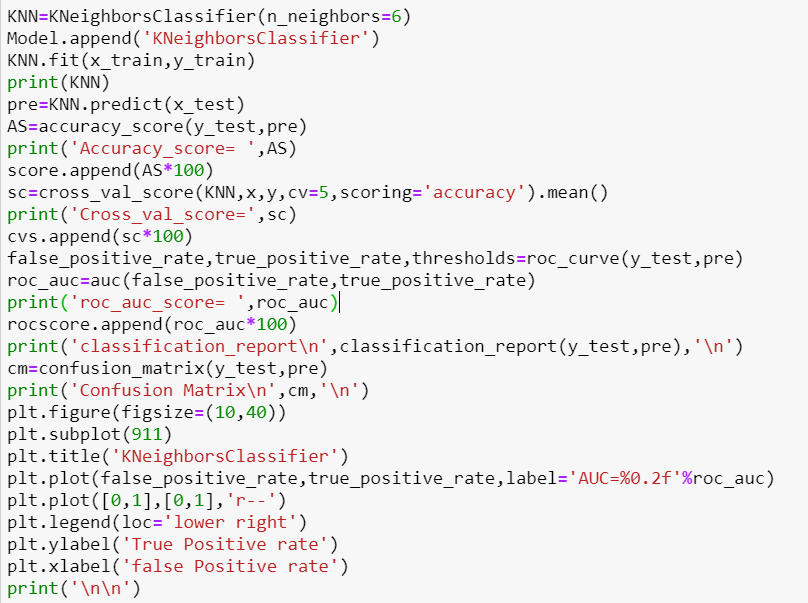 KNN=KNeighborsClassifier(n_neighbors=6)
Model.append('KNeighborsClassifier')
KNN.fit(x_train,y_train)
print(KNN)
pre=KNN.predict(x_test)
AS=accuracy_score(y_test,pre)
print('Accuracy_score= ',AS)
score.append(AS*100)
sc=cross_val_score(KNN,x,y,cv=5,scoring='accuracy').mean()
print('Cross_val_score=',sc)
cvs.append(sc*100)
false_positive_rate,true_positive_rate,thresholds=roc_curve(y_test,pre)
roc_auc=auc(false_positive_rate,true_positive_rate)
print('roc_auc_score= ',roc_auc)
rocscore.append(roc_auc*100)
print('classification_report\n',classification_report(y_test,pre),'\n')
cm=confusion_matrix(y_test,pre)
print('Confusion Matrix\n',cm,'\n')
plt.figure(figsize=(10,40))
plt.subplot(911)
plt.title('KNeighborsClassifier')
plt.plot(false_positive_rate,true_positive_rate,label='AUC=%0.2f'%roc_auc)
plt.plot([0,1],[0,1],'r--')
plt.legend(loc='lower right')
plt.ylabel('True Positive rate')
plt.xlabel('false Positive rate')
print('\n\n')